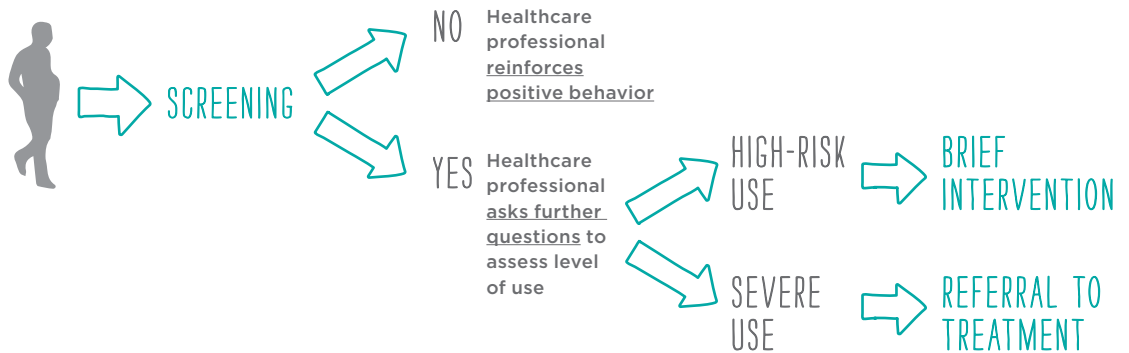 SCREENING
NO
Healthcare
professional
reinforces
positive behavior
YES
Healthcare
professional
asks further
questions to
assess level
of use
HIGH-RISK
USE
BRIEF
INTERVENTION
SEVERE
USE
REFERRAL TO
TREATMENT